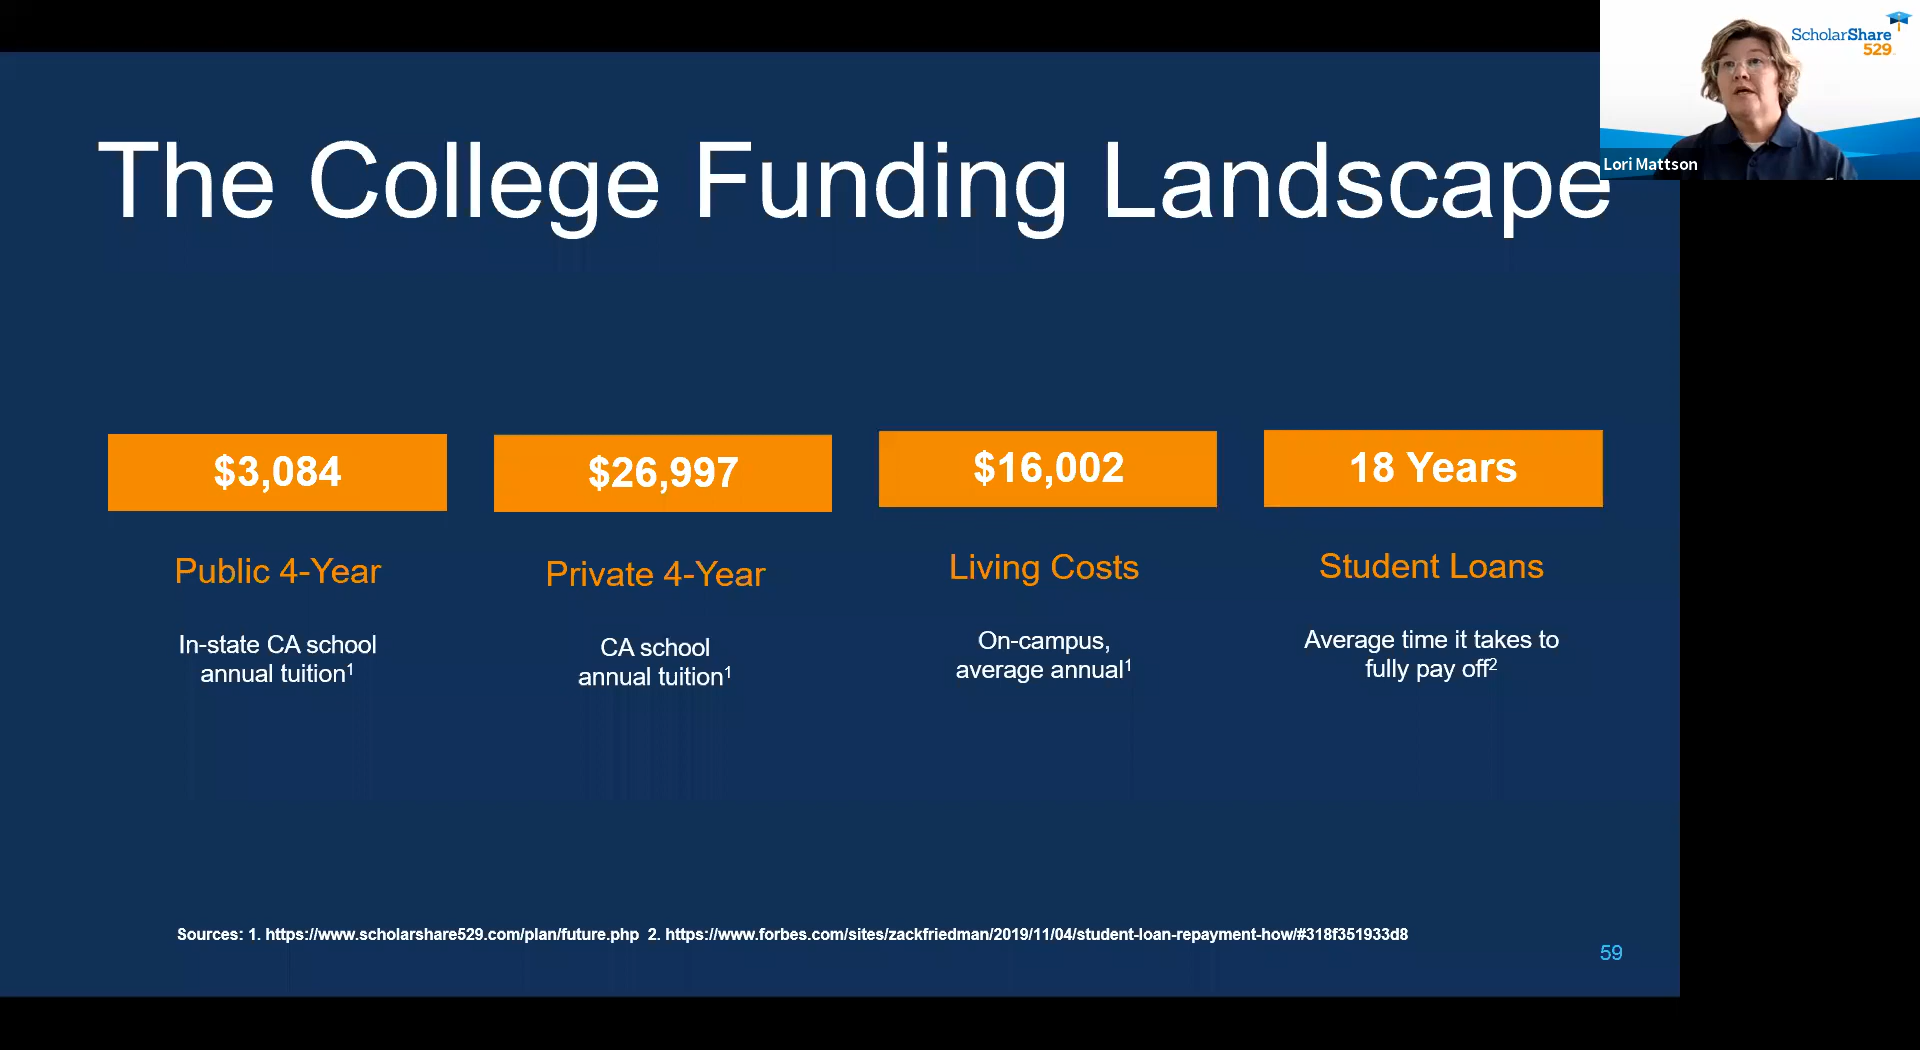 The College Funding Landscape
ScholarShare
529
Lori Mattson
$3,084
$26,997
$16,002
18 Years
Public 4-Year
Private 4-Year
Living Costs
Student Loans
In-state CA school
annual tuition¹
CA school
annual tuition¹
On-campus,
average annual¹
Average time it takes to
fully pay off²
Sources: 1. https://www.scholarshare529.com/plan/future.php 2. https://www.forbes.com/sites/zackfriedman/2019/11/04/student-loan-repayment-how/#318f351933d8
59